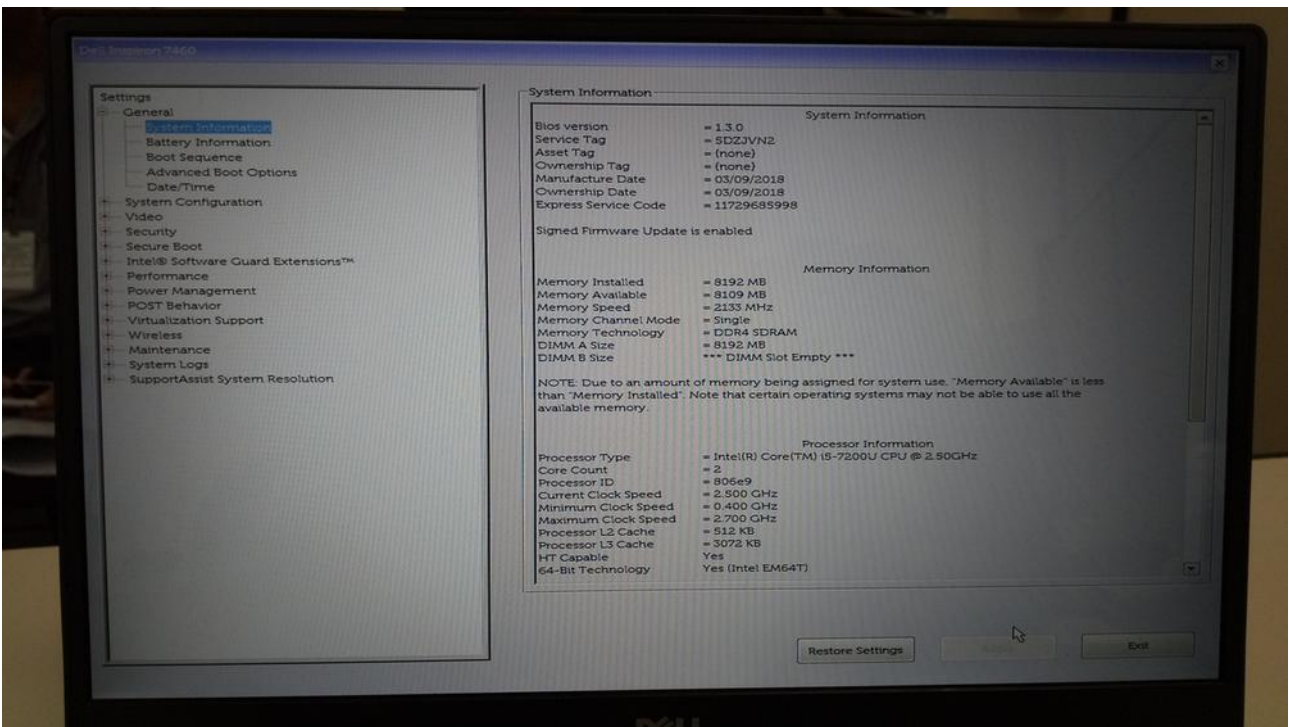 Dell Inspiron 7460
Settings
General
System Information
Battery Information
Boot Sequence
Advanced Boot Options
Date/Time
System Configuration
Video
Security
Secure Boot
Intel® Software Guard Extensions™
Performance
Power Management
POST Behavior
Virtualization Support
Wireless
Maintenance
System Logs
SupportAssist System Resolution
System Information
System Information
Bios version = 1.3.0
Service Tag = 5DZJVN2
Asset Tag = (none)
Ownership Tag = (none)
Manufacture Date = 03/09/2018
Ownership Date = 03/09/2018
Express Service Code = 11729685998
Signed Firmware Update is enabled
Memory Information
Memory Installed = 8192 MB
Memory Available = 8109 MB
Memory Speed = 2133 MHz
Memory Channel Mode = Single
Memory Technology = DDR4 SDRAM
DIMM A Size = 8192 MB
DIMM B Size *** DIMM Slot Empty ***
NOTE: Due to an amount of memory being assigned for system use, "Memory Available" is less
than "Memory Installed". Note that certain operating systems may not be able to use all the
available memory.
Processor Information
Processor Type = Intel(R) Core(TM) i5-7200U CPU @ 2.50GHz
Core Count = 2
Processor ID = 806e9
Current Clock Speed = 2.500 GHz
Minimum Clock Speed = 0.400 GHz
Maximum Clock Speed = 2.700 GHz
Processor L2 Cache = 512 KB
Processor L3 Cache = 3072 KB
HT Capable Yes
64-Bit Technology Yes (Intel EM64T)
Restore Settings
Exit
DELL